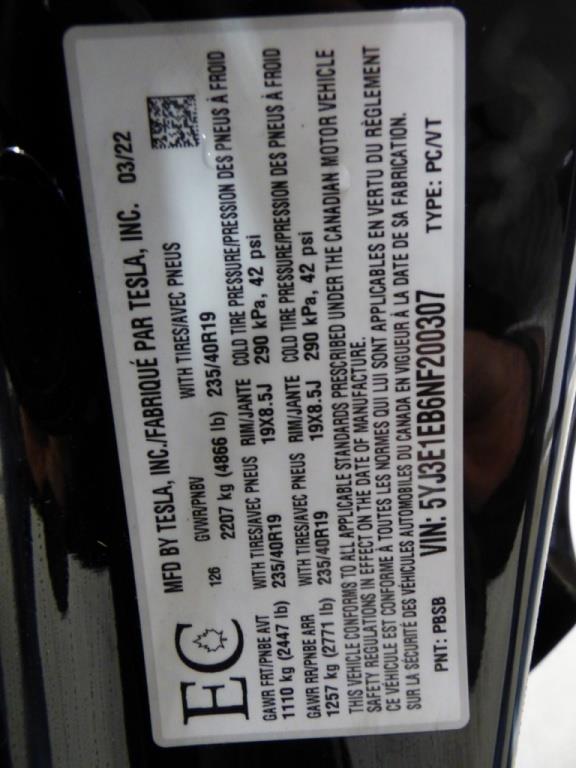 EC
MFD BY TESLA, INC./FABRIQUÉ PAR TESLA, INC. 03/22
126 GVWR/PNBV WITH TIRES/AVEC PNEUS
2207 kg (4866 lb) 235/40R19
GAWR FRT/PNBE AVT WITH TIRES/AVEC PNEUS RIM/JANTE COLD TIRE PRESSURE/PRESSION DES PNEUS À FROID
1110 kg (2447 lb) 235/40R19 19X8.5J 290 kPa, 42 psi
GAWR RR/PNBE ARR WITH TIRES/AVEC PNEUS RIM/JANTE COLD TIRE PRESSURE/PRESSION DES PNEUS À FROID
1257 kg (2771 lb) 235/40R19 19X8.5J 290 kPa, 42 psi
THIS VEHICLE CONFORMS TO ALL APPLICABLE STANDARDS PRESCRIBED UNDER THE CANADIAN MOTOR VEHICLE
SAFETY REGULATIONS IN EFFECT ON THE DATE OF MANUFACTURE.
CE VÉHICULE EST CONFORME À TOUTES LES NORMES QUI LUI SONT APPLICABLES EN VERTU DU RÈGLEMENT
SUR LA SÉCURITÉ DES VÉHICULES AUTOMOBILES DU CANADA EN VIGUEUR À LA DATE DE SA FABRICATION.
PNT: PBSB VIN: 5YJ3E1EB6NF200307 TYPE: PC/VT